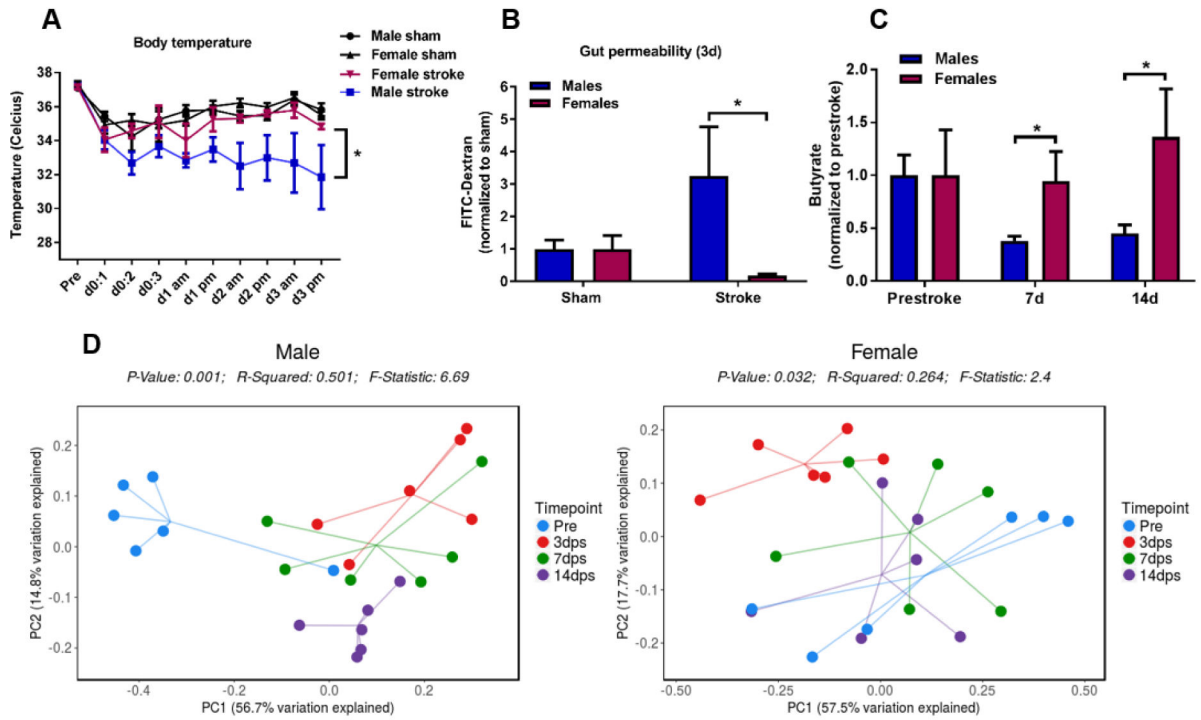 A
Body temperature
Male sham
Female sham
Female stroke
Male stroke
Temperature (Celcius)
38
36
34
32
30
28
*
Pre
d0:1
d0:2
d0:3
d1 am
d1 pm
d2 am
d2 pm
d3 am
d3 pm
B
Gut permeability (3d)
Males
Females
FITC-Dextran
(normalized to sham)
6
5
4
3
2
1
0
*
Sham
Stroke
C
Males
Females
Butyrate
(normalized to prestroke)
2.0
1.5
1.0
0.5
0.0
*
*
Prestroke
7d
14d
D
Male
P-Value: 0.001; R-Squared: 0.501; F-Statistic: 6.69
PC2 (14.8% variation explained)
0.2
0.1
0.0
-0.1
-0.2
-0.4
-0.2
0.0
0.2
PC1 (56.7% variation explained)
Timepoint
Pre
3dps
7dps
14dps
Female
P-Value: 0.032; R-Squared: 0.264; F-Statistic: 2.4
PC2 (17.7% variation explained)
0.2
0.1
0.0
-0.1
-0.2
-0.50
-0.25
0.00
0.25
0.50
PC1 (57.5% variation explained)
Timepoint
Pre
3dps
7dps
14dps